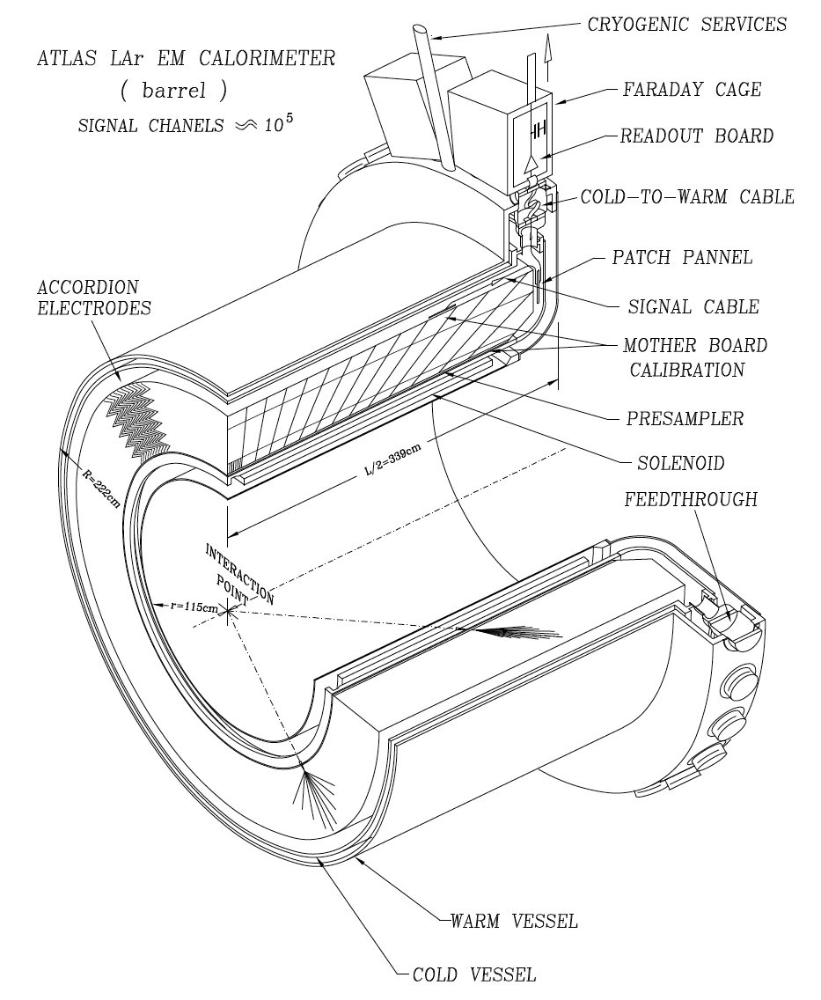 ATLAS LAr EM CALORIMETER
( barrel )
SIGNAL CHANELS ≈ 10⁵
CRYOGENIC SERVICES
FARADAY CAGE
READOUT BOARD
COLD-TO-WARM CABLE
PATCH PANNEL
SIGNAL CABLE
MOTHER BOARD
CALIBRATION
PRESAMPLER
SOLENOID
FEEDTHROUGH
ACCORDION
ELECTRODES
R=222cm
L/2=339cm
INTERACTION
POINT
r=115cm
WARM VESSEL
COLD VESSEL